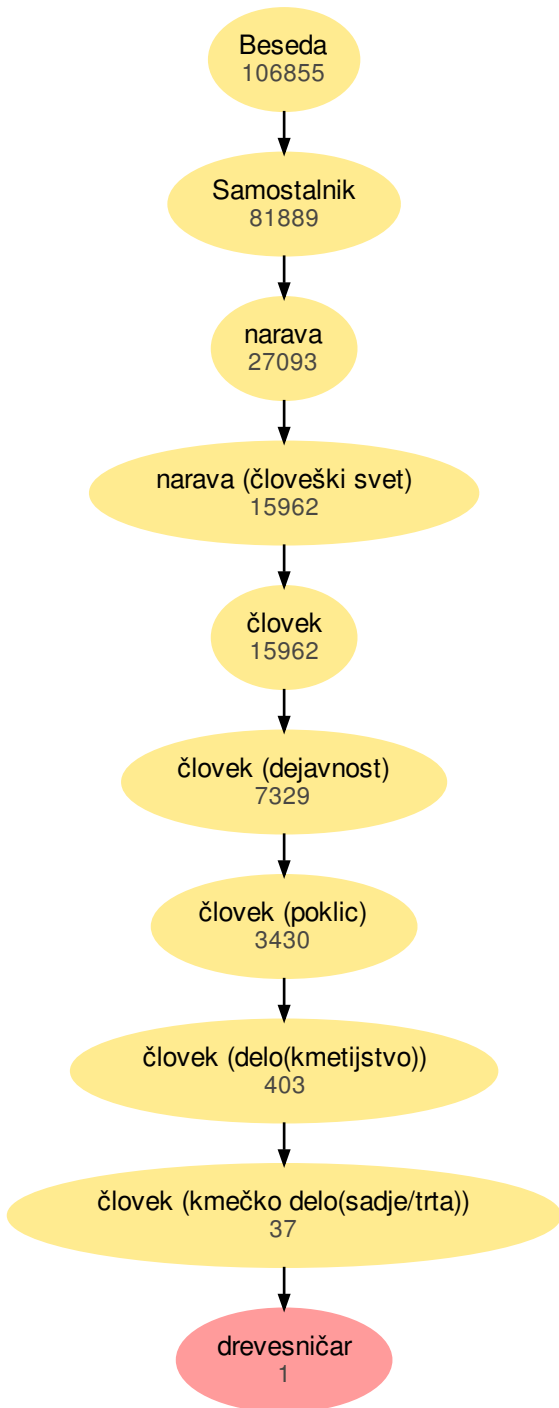 Beseda
106855
Samostalnik
81889
narava
27093
narava (človeški svet)
15962
človek
15962
človek (dejavnost)
7329
človek (poklic)
3430
človek (delo(kmetijstvo))
403
človek (kmečko delo(sadje/trta))
37
drevesničar
1